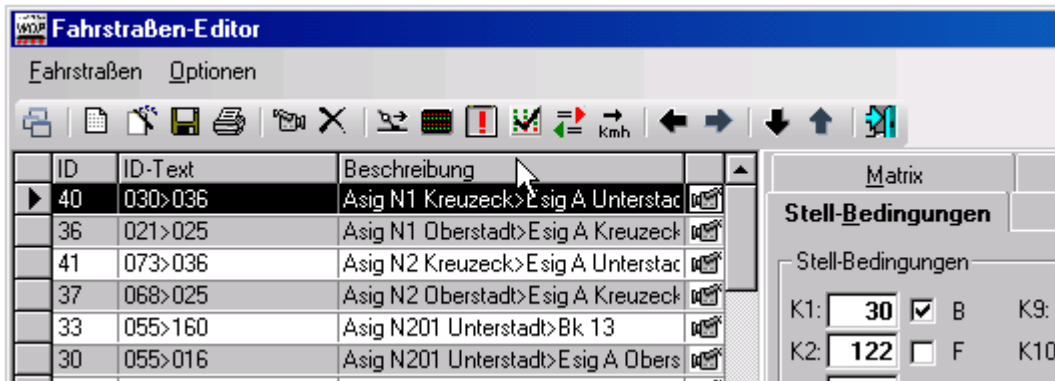 WDP Fahrstraßen-Editor
Fahrstraßen Optionen
Kmh
ID ID-Text Beschreibung
40 030>036 Asig N1 Kreuzeck>Esig A Unterstac
36 021>025 Asig N1 Oberstadt>Esig A Kreuzeck
41 073>036 Asig N2 Kreuzeck>Esig A Unterstac
37 068>025 Asig N2 Oberstadt>Esig A Kreuzeck
33 055>160 Asig N201 Unterstadt>Bk 13
30 055>016 Asig N201 Unterstadt>Esig A Obers
Matrix
Stell-Bedingungen
Stell-Bedingungen
K1: 30 B K9:
K2: 122 F K10